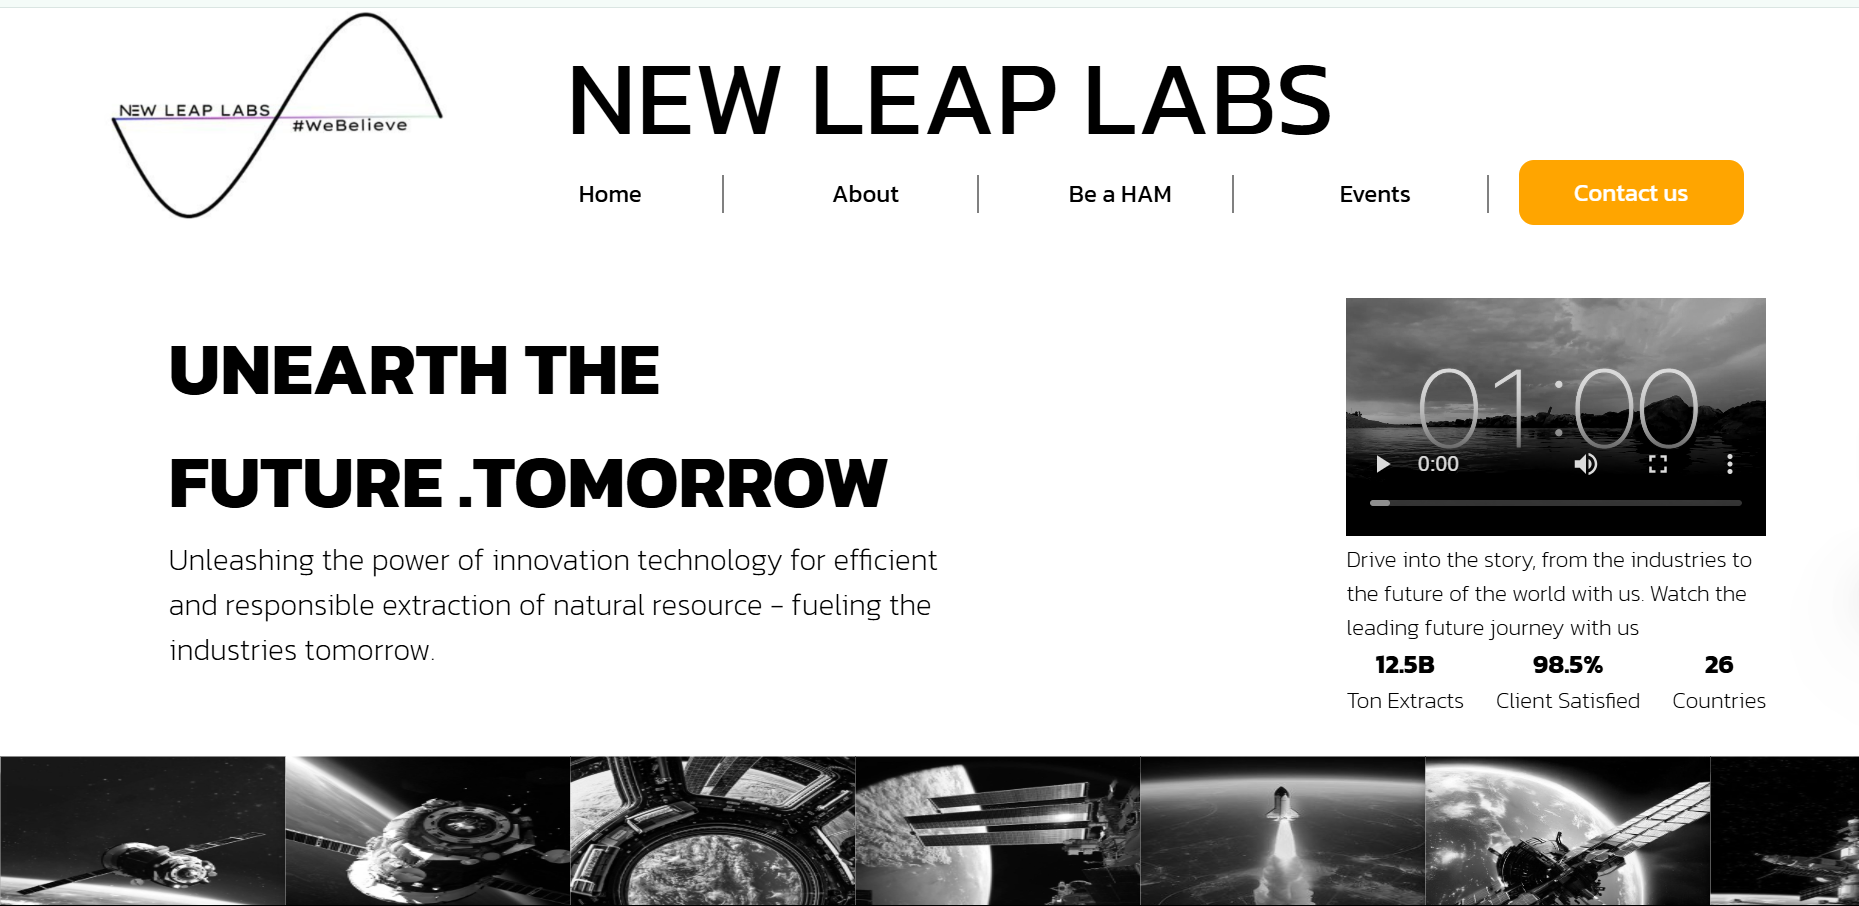 NEW LEAP LABS
#WeBelieve
NEW LEAP LABS
Home
About
Be a HAM
Events
Contact us
UNEARTH THE
FUTURE .TOMORROW
Unleashing the power of innovation technology for efficient
and responsible extraction of natural resource – fueling the
industries tomorrow.
01:00
0:00
Drive into the story, from the industries to
the future of the world with us. Watch the
leading future journey with us
12.5B
Ton Extracts
98.5%
Client Satisfied
26
Countries